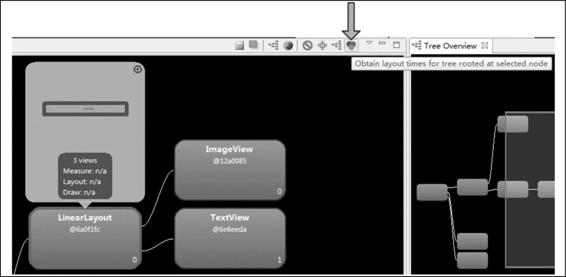 Tree Overview
Obtain layout times for tree rooted at selected node
3 views
Measure: n/a
Layout: n/a
Draw: n/a
ImageView
@12a0085
0
LinearLayout
@6a0f1fc
0
TextView
@6e8eeda
1